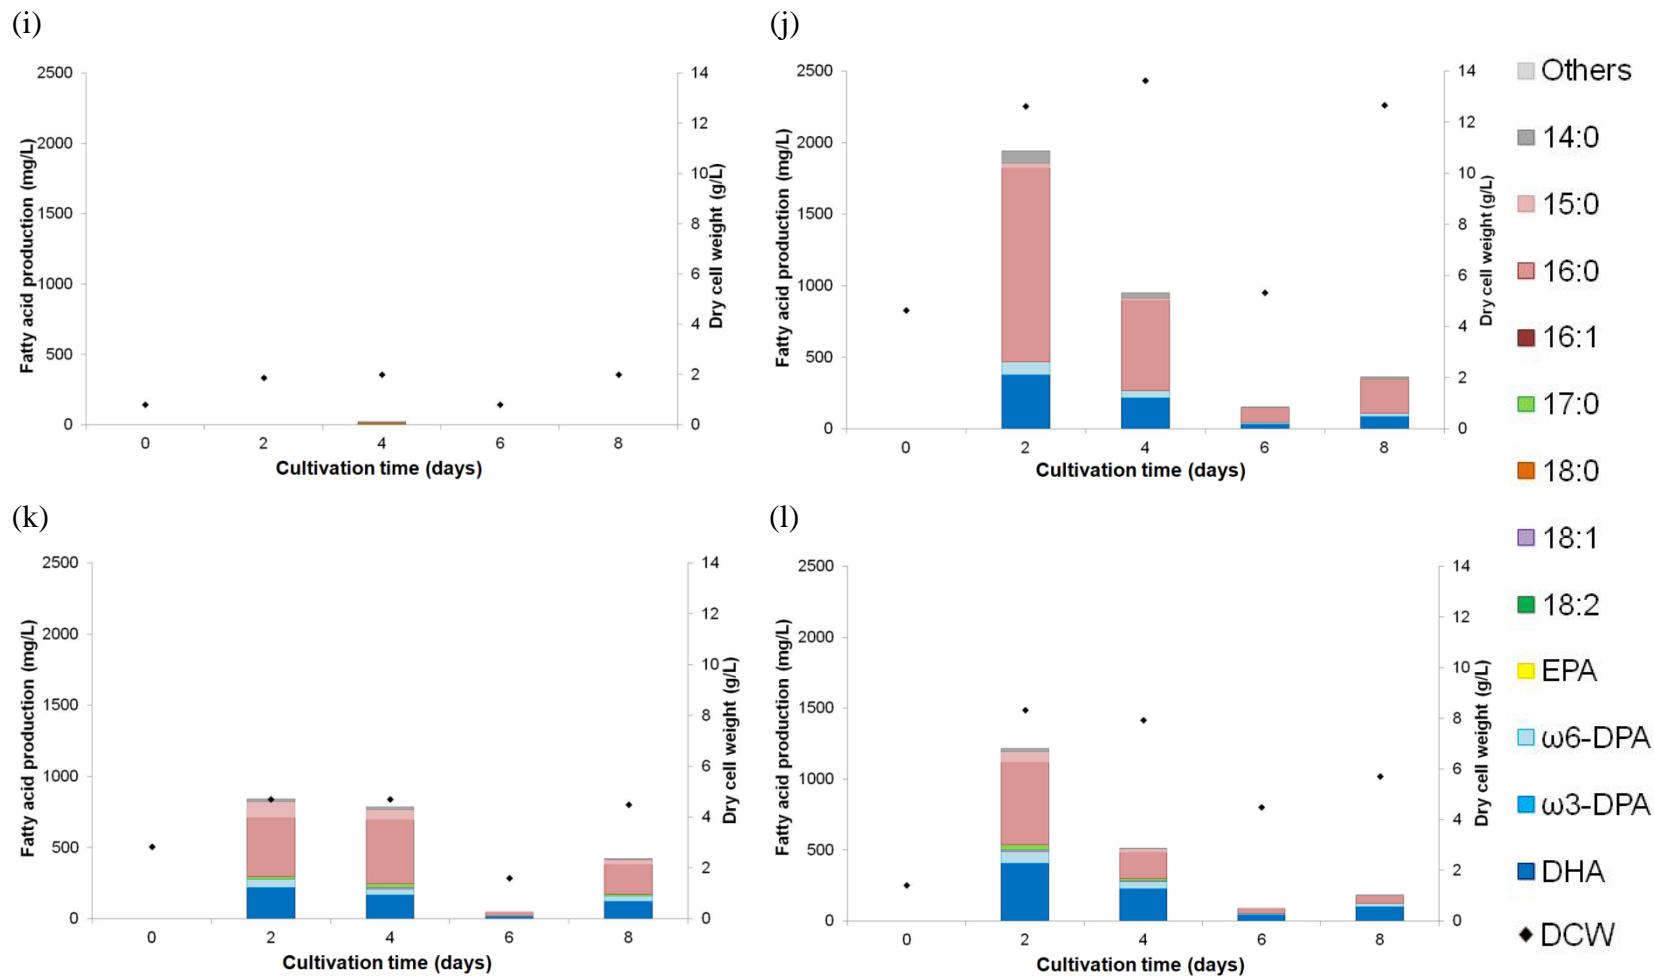 (i)
2500
2000
1500
1000
500
0
Fatty acid production (mg/L)
14
12
10
8
6
4
2
0
Dry cell weight (g/L)
0 2 4 6 8
Cultivation time (days)
(j)
2500
2000
1500
1000
500
0
Fatty acid production (mg/L)
14
12
10
8
6
4
2
0
Dry cell weight (g/L)
0 2 4 6 8
Cultivation time (days)
(k)
2500
2000
1500
1000
500
0
Fatty acid production (mg/L)
14
12
10
8
6
4
2
0
Dry cell weight (g/L)
0 2 4 6 8
Cultivation time (days)
(l)
2500
2000
1500
1000
500
0
Fatty acid production (mg/L)
14
12
10
8
6
4
2
0
Dry cell weight (g/L)
0 2 4 6 8
Cultivation time (days)
Others
14:0
15:0
16:0
16:1
17:0
18:0
18:1
18:2
EPA
ω6-DPA
ω3-DPA
DHA
DCW